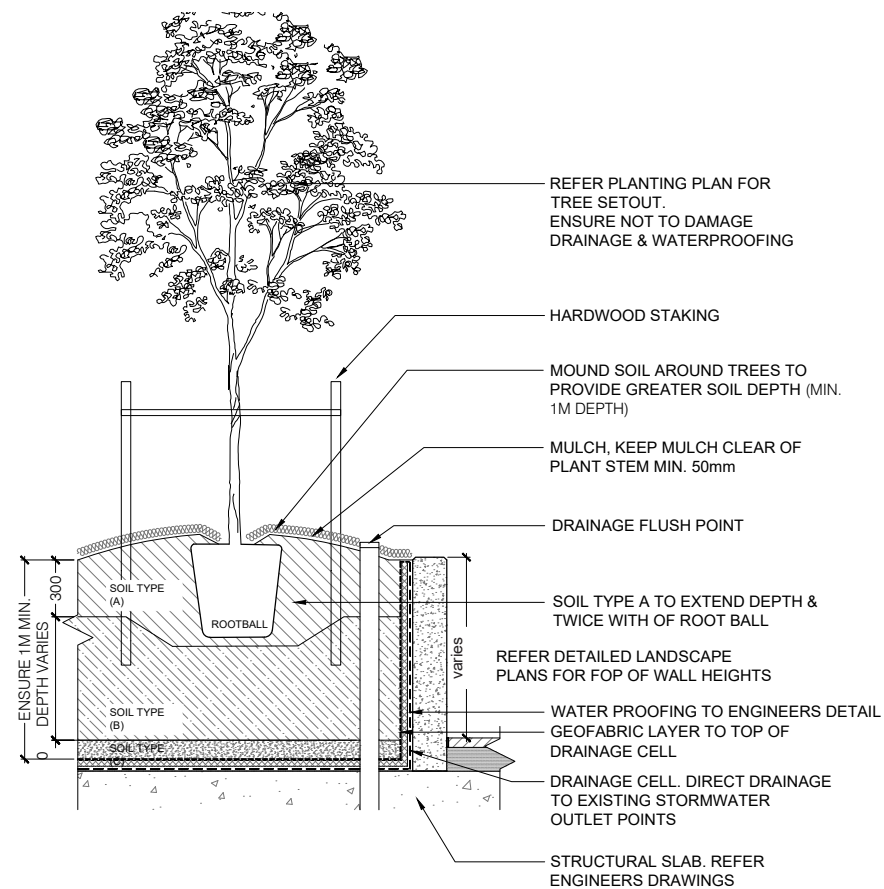 REFER PLANTING PLAN FOR
TREE SETOUT.
ENSURE NOT TO DAMAGE
DRAINAGE & WATERPROOFING
HARDWOOD STAKING
MOUND SOIL AROUND TREES TO
PROVIDE GREATER SOIL DEPTH (MIN.
1M DEPTH)
MULCH, KEEP MULCH CLEAR OF
PLANT STEM MIN. 50mm
DRAINAGE FLUSH POINT
SOIL TYPE A TO EXTEND DEPTH &
TWICE WITH OF ROOT BALL
REFER DETAILED LANDSCAPE
PLANS FOR FOP OF WALL HEIGHTS
WATER PROOFING TO ENGINEERS DETAIL
GEOFABRIC LAYER TO TOP OF
DRAINAGE CELL
DRAINAGE CELL. DIRECT DRAINAGE
TO EXISTING STORMWATER
OUTLET POINTS
STRUCTURAL SLAB. REFER
ENGINEERS DRAWINGS
ENSURE 1M MIN.
300
DEPTH VARIES
0
SOIL TYPE
(A)
ROOTBALL
SOIL TYPE
(B)
SOIL TYPE
(C)
varies